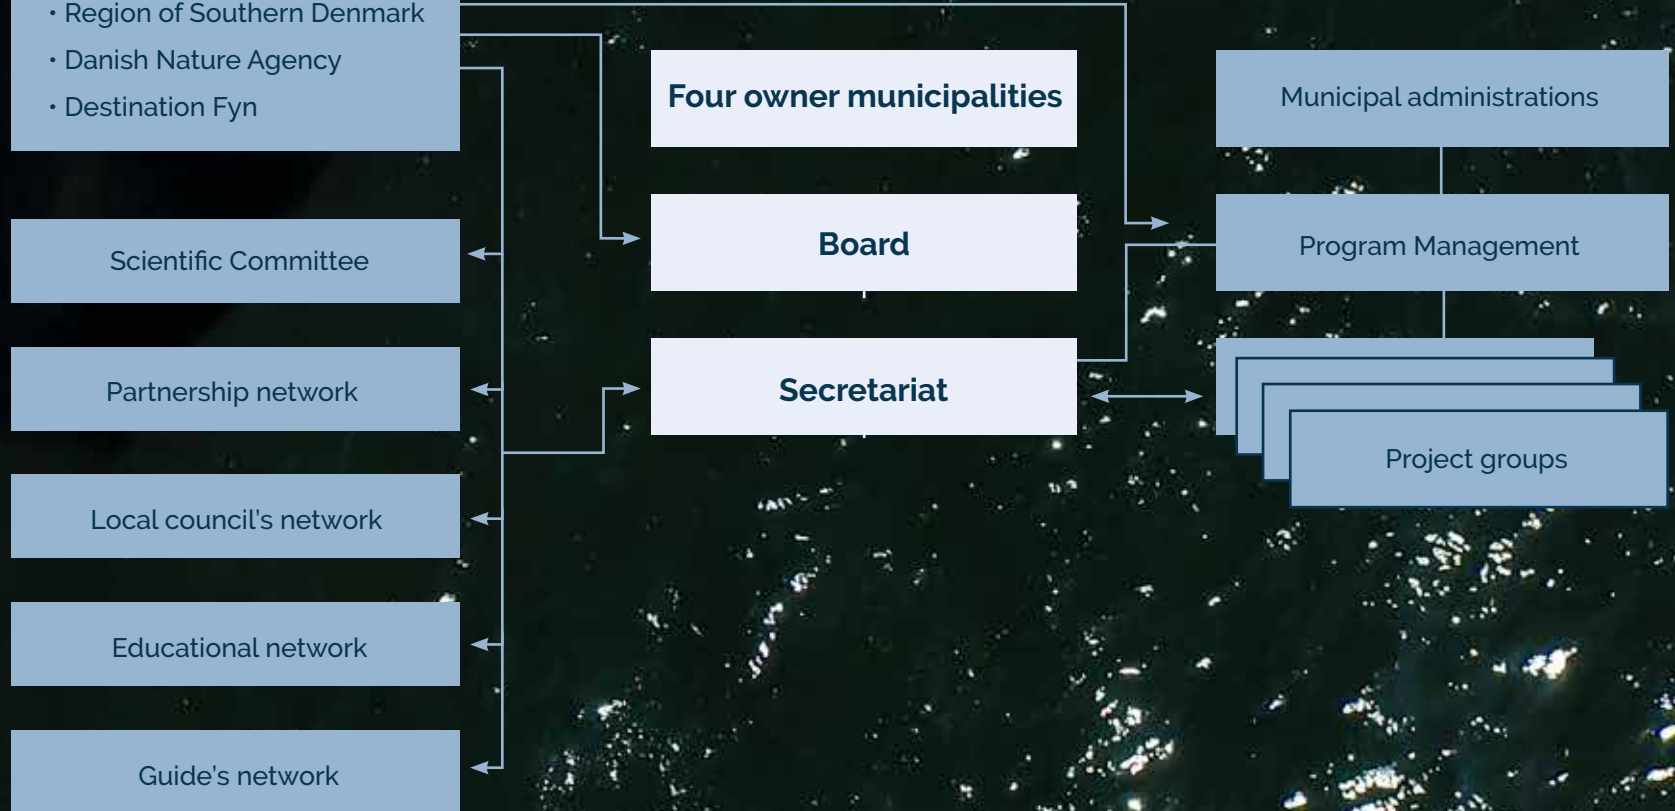 • Region of Southern Denmark
• Danish Nature Agency
• Destination Fyn
Four owner municipalities
Municipal administrations
Scientific Committee
Board
Program Management
Partnership network
Secretariat
Local council's network
Project groups
Educational network
Guide's network